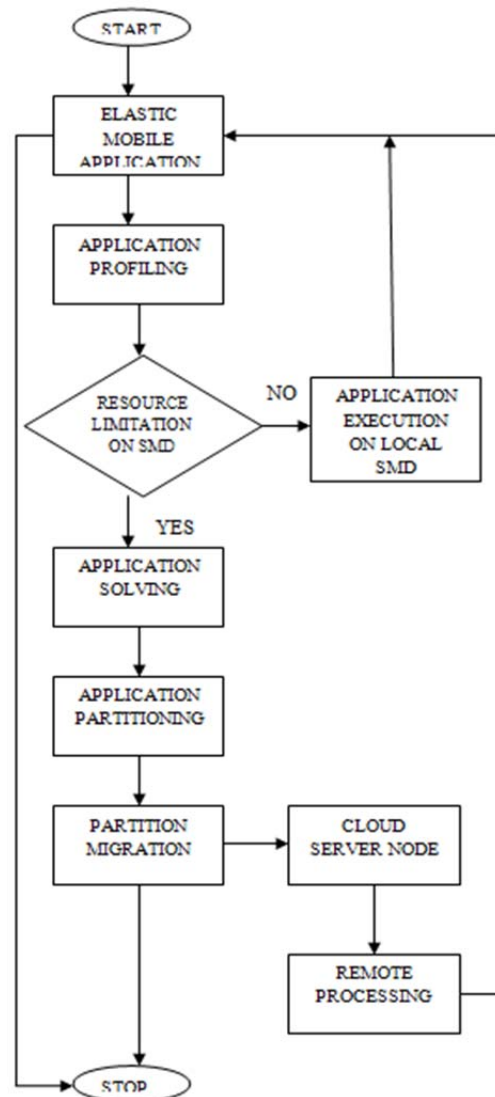 START
ELASTIC
MOBILE
APPLICATION
APPLICATION
PROFILING
RESOURCE
LIMITATION
ON SMD
NO
APPLICATION
EXECUTION
ON LOCAL
SMD
YES
APPLICATION
SOLVING
APPLICATION
PARTITIONING
PARTITION
MIGRATION
CLOUD
SERVER NODE
REMOTE
PROCESSING
STOP